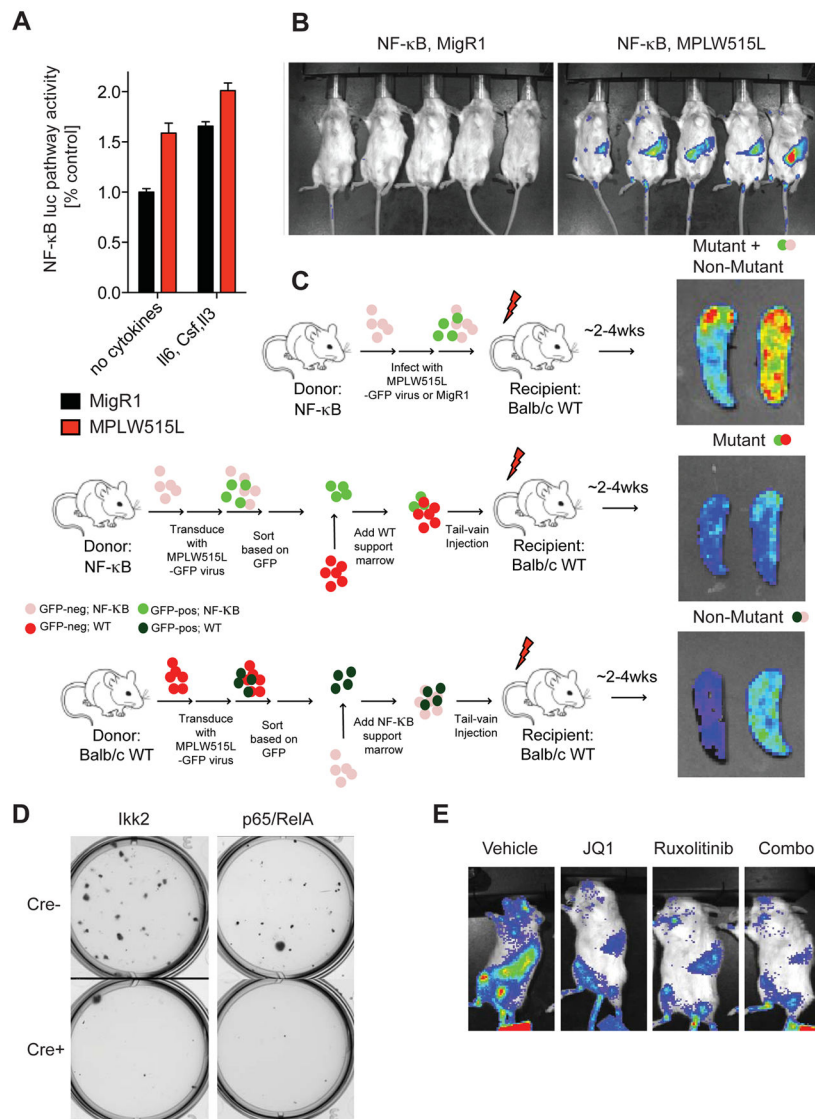 A
NF-κB luc pathway activity
[% control]
2.0
1.5
1.0
0.5
0.0
no cytokines
Il6, Csf,Il3
MigR1
MPLW515L
B
NF-κB, MigR1
NF-κB, MPLW515L
C
Mutant +
Non-Mutant
Donor:
NF-κB
Infect with
MPLW515L
-GFP virus or MigR1
Recipient:
Balb/c WT
~2-4wks
Mutant
Donor:
NF-κB
Transduce
with
MPLW515L
-GFP virus
Sort
based on
GFP
Add WT
support
marrow
Tail-vain
Injection
Recipient:
Balb/c WT
~2-4wks
GFP-neg; NF-KB
GFP-pos; NF-KB
GFP-neg; WT
GFP-pos; WT
Non-Mutant
Donor:
Balb/c WT
Transduce
with
MPLW515L
-GFP virus
Sort
based on
GFP
Add NF-KB
support
marrow
Tail-vain
Injection
Recipient:
Balb/c WT
~2-4wks
D
Ikk2
p65/RelA
Cre-
Cre+
E
Vehicle
JQ1
Ruxolitinib
Combo